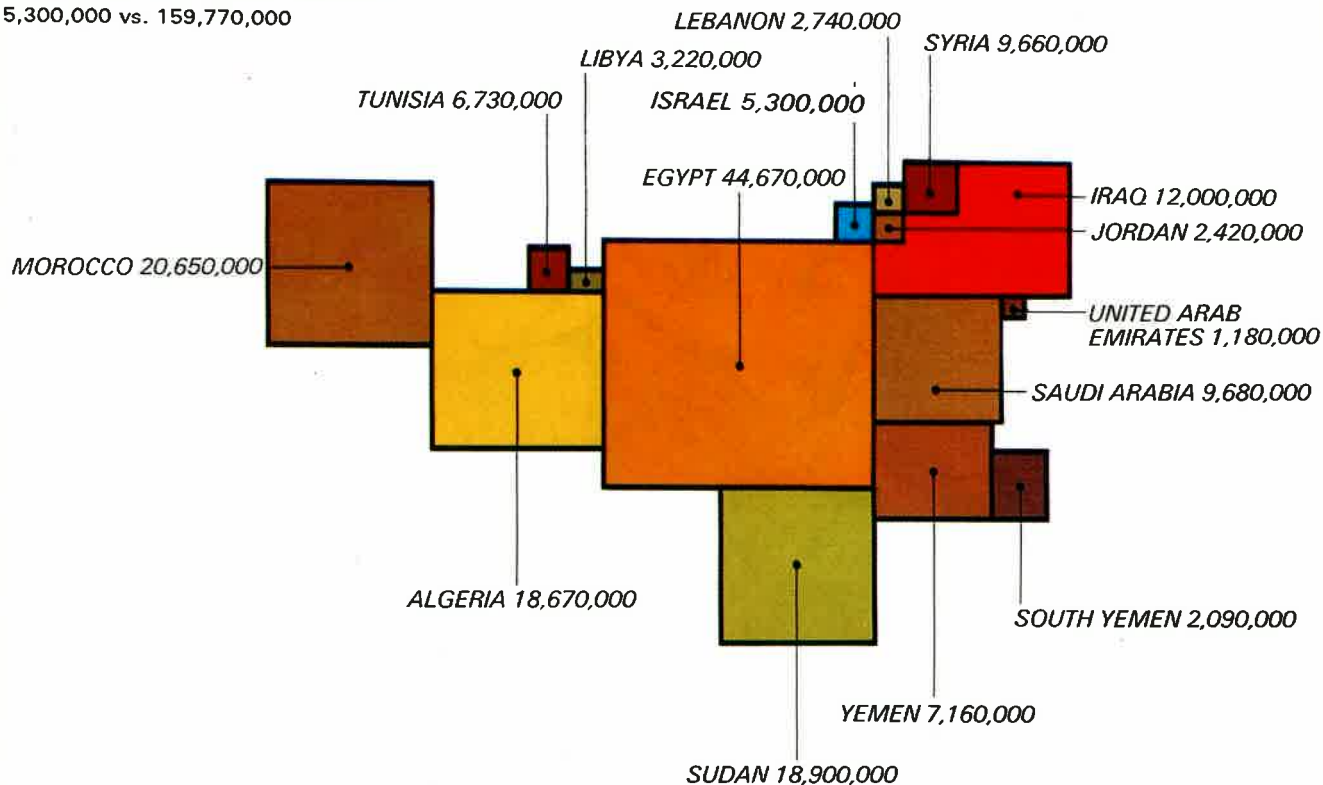 5,300,000 vs. 159,770,000
LEBANON 2,740,000
SYRIA 9,660,000
LIBYA 3,220,000
TUNISIA 6,730,000
ISRAEL 5,300,000
EGYPT 44,670,000
IRAQ 12,000,000
JORDAN 2,420,000
MOROCCO 20,650,000
UNITED ARAB
EMIRATES 1,180,000
SAUDI ARABIA 9,680,000
ALGERIA 18,670,000
SOUTH YEMEN 2,090,000
YEMEN 7,160,000
SUDAN 18,900,000